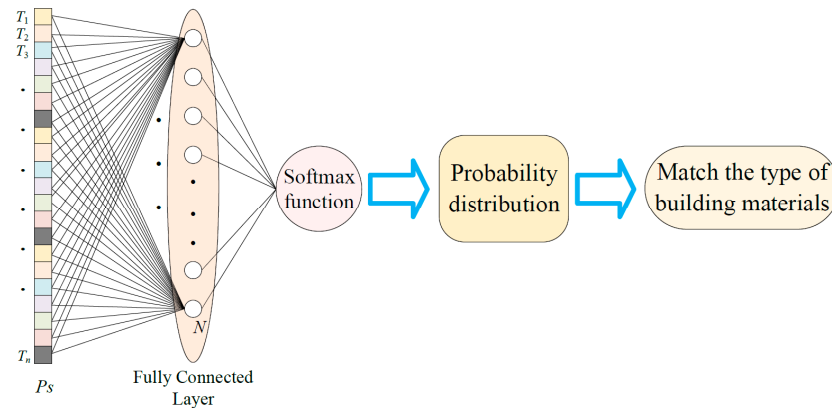 T1
T2
T3
Tn
Ps
N
Fully Connected
Layer
Softmax
function
Probability
distribution
Match the type of
building materials